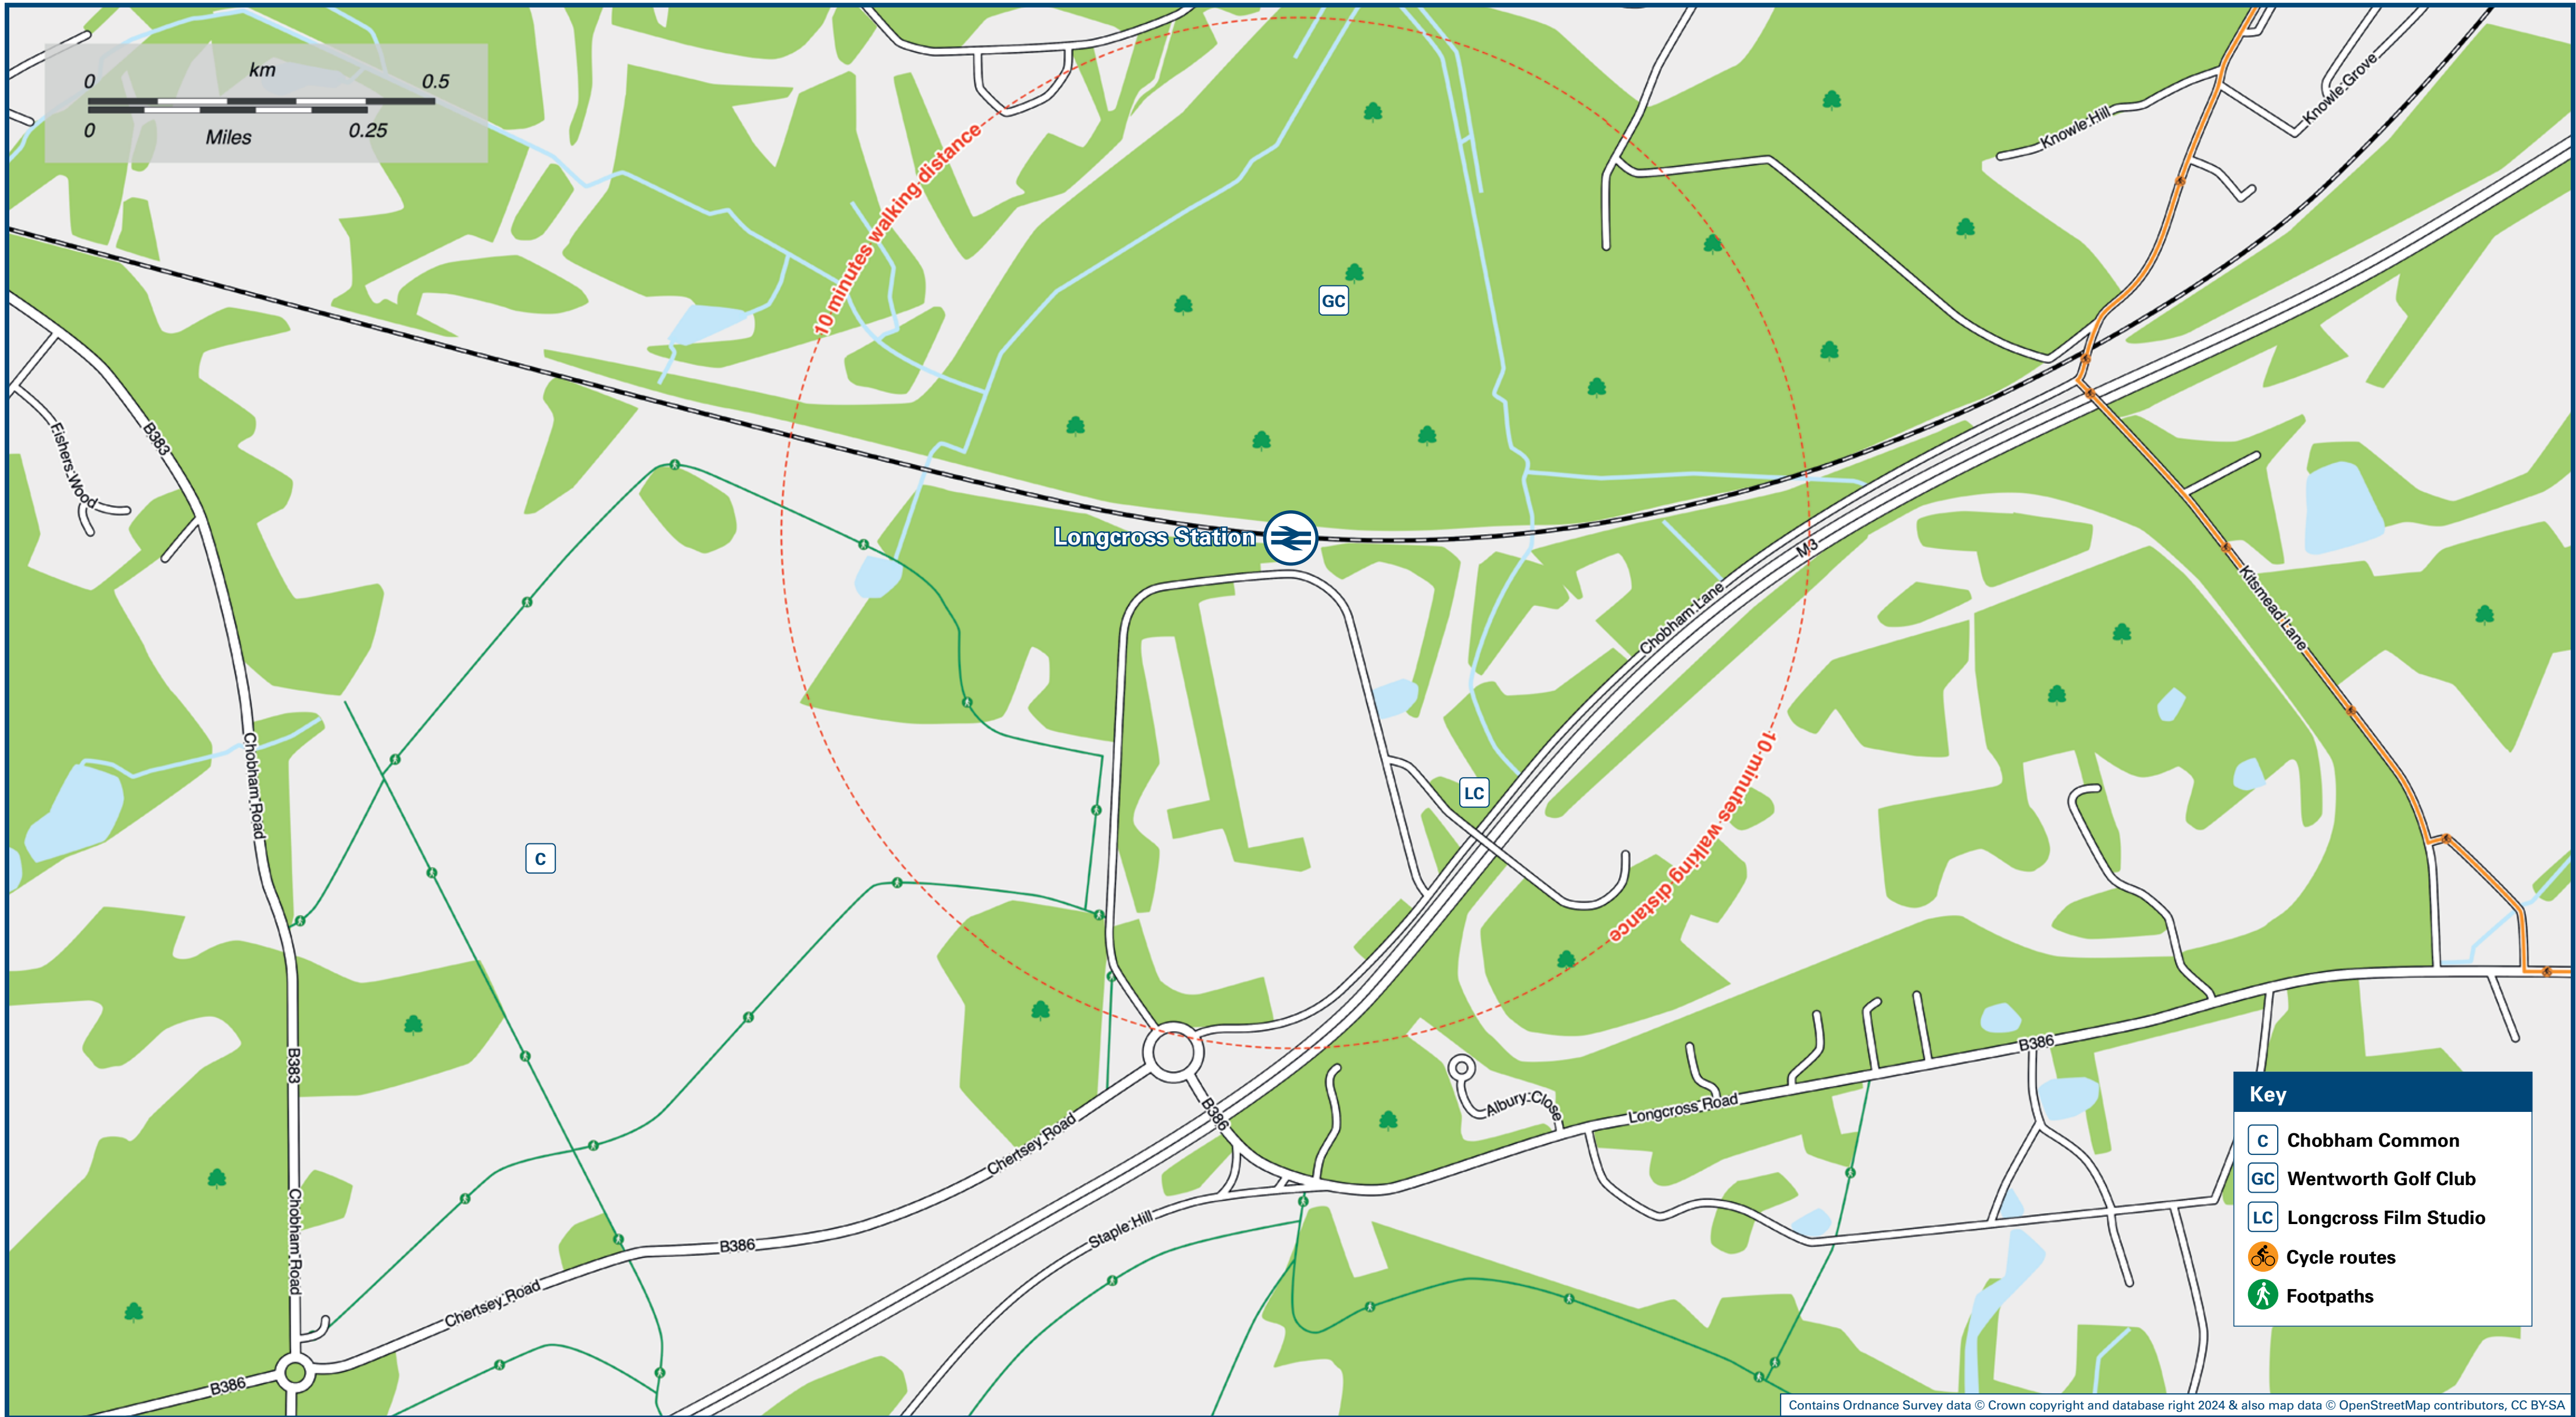 km
0 0.5
0 0.25
Miles
10 minutes walking distance
Knowle Hill
Knowle Grove
GC
B383
Fishers Wood
Longcross Station
M3
Chobham Lane
Kitsmead Lane
Chobham Road
LC
10 minutes walking distance
C
B383
B386
B386
Albury Close
Longcross Road
Chertsey Road
Chobham Road
Staple Hill
B386
Chertsey Road
B386
Key
C Chobham Common
GC Wentworth Golf Club
LC Longcross Film Studio
Cycle routes
Footpaths
Contains Ordnance Survey data © Crown copyright and database right 2024 & also map data © OpenStreetMap contributors, CC BY-SA